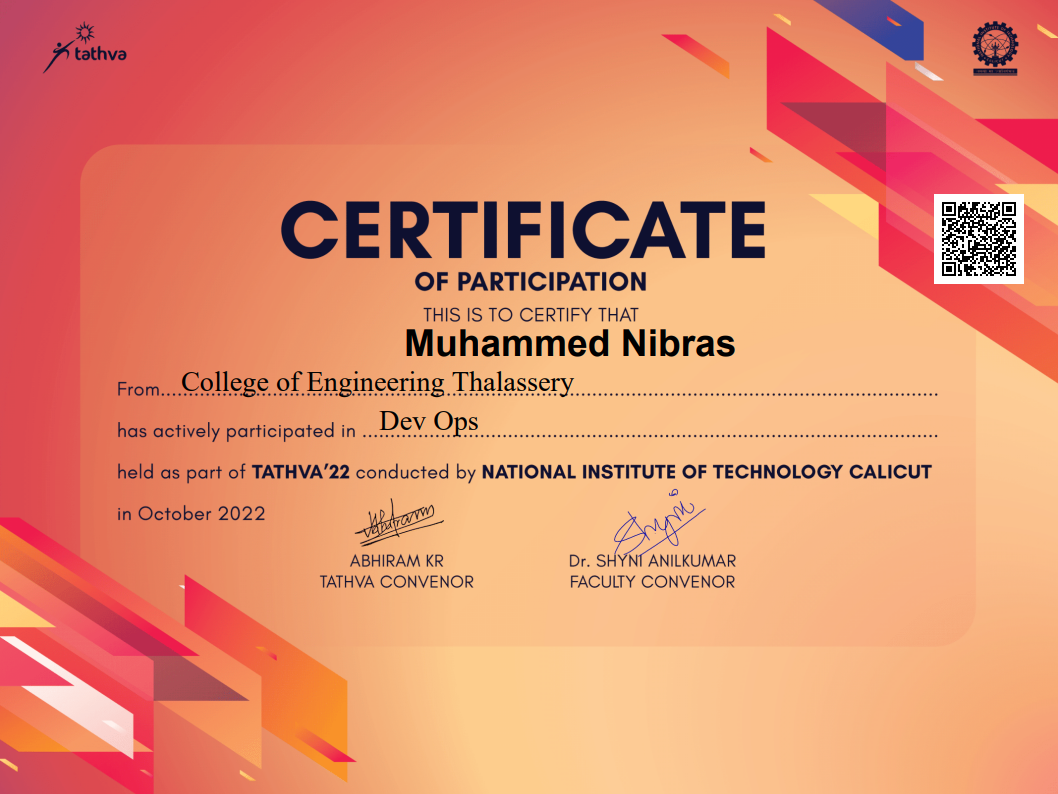 tathva
CERTIFICATE
OF PARTICIPATION
THIS IS TO CERTIFY THAT
Muhammed Nibras
From College of Engineering Thalassery
has actively participated in Dev Ops
held as part of TATHVA'22 conducted by NATIONAL INSTITUTE OF TECHNOLOGY CALICUT
in October 2022
Abhiram
Shyni
ABHIRAM KR
Dr. SHYNI ANILKUMAR
TATHVA CONVENOR
FACULTY CONVENOR